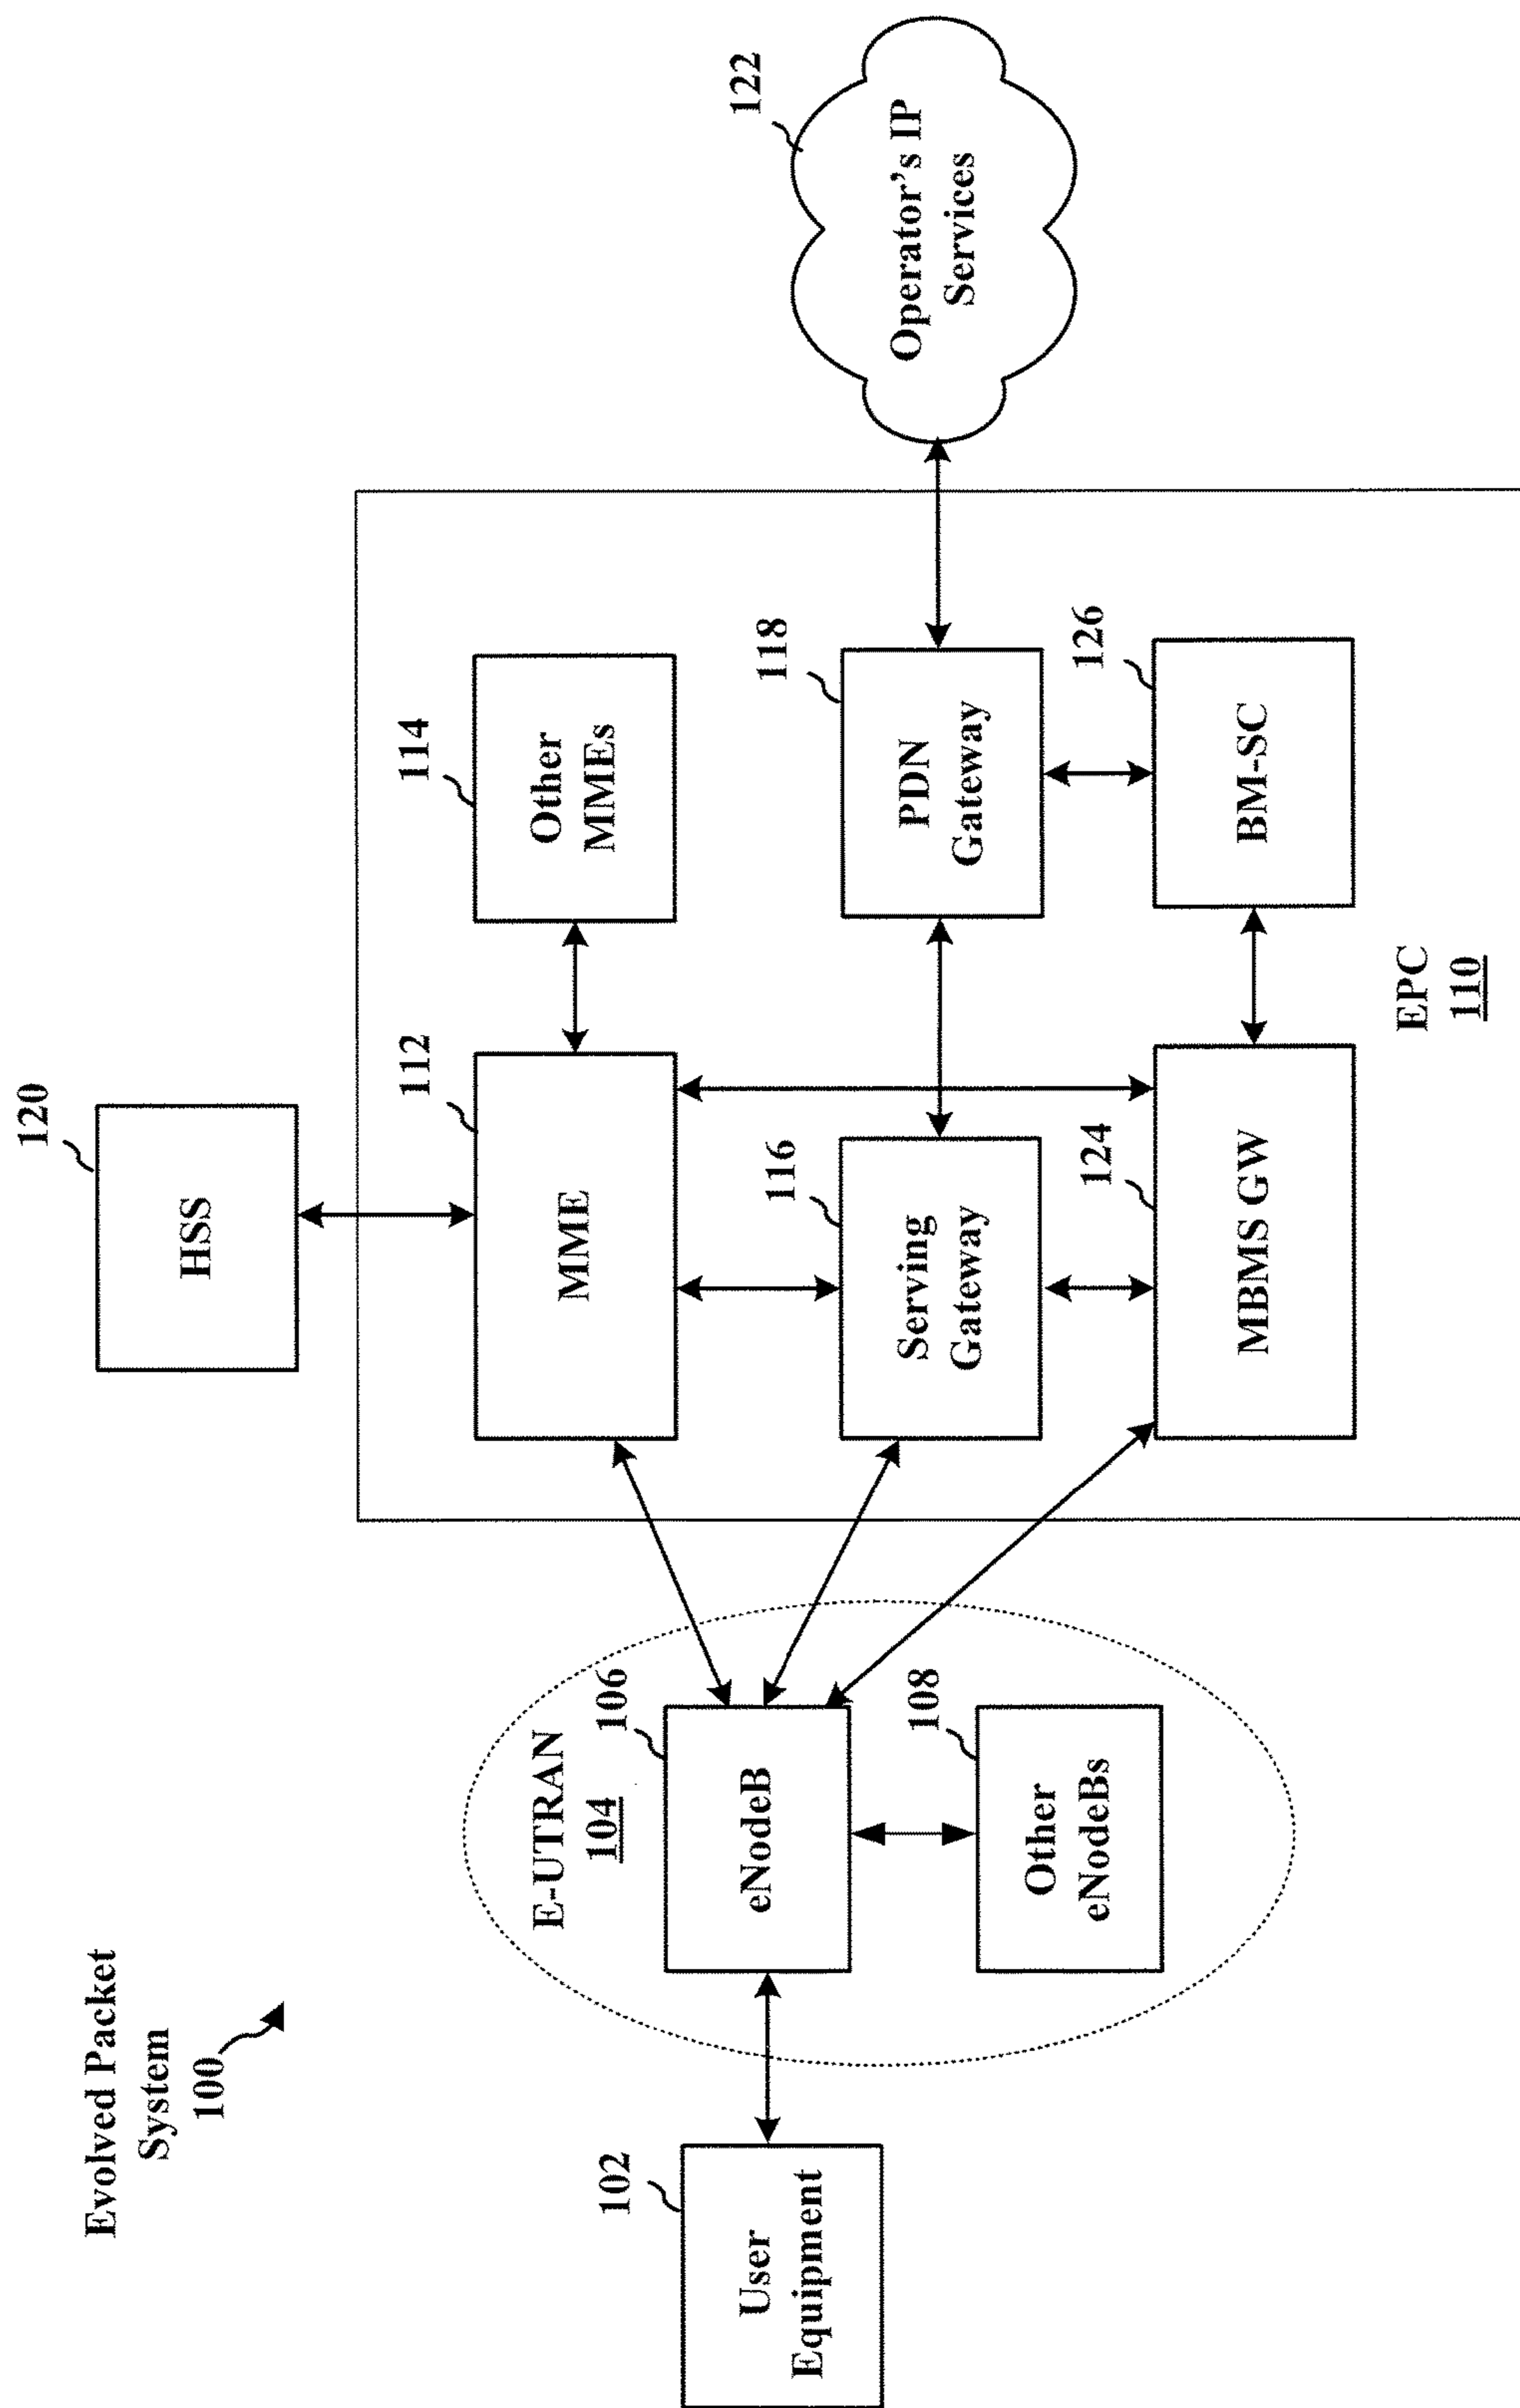 Evolved Packet
System
100
120
HSS
E-UTRAN
104
112
MME
114
Other
MMEs
102
User
Equipment
106
eNodeB
116
Serving
Gateway
118
PDN
Gateway
122
Operator's IP
Services
108
Other
eNodeBs
124
MBMS GW
126
BM-SC
EPC
110